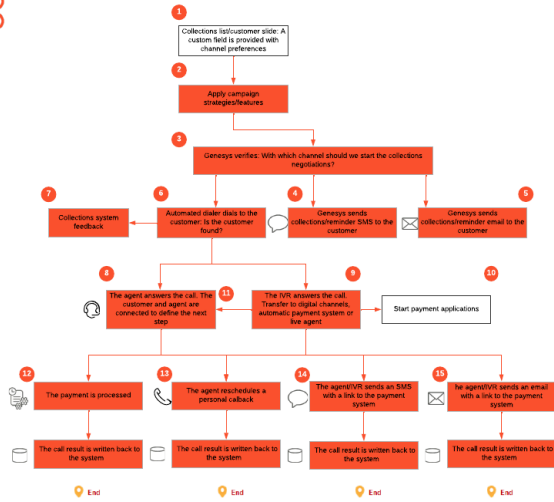 1
Collections list/customer slide: A
custom field is provided with
channel preferences
2
Apply campaign
strategies/features
3
Genesys verifies: With which channel should we start the collections
negotiations?
7
Collections system
feedback
6
Automated dialer dials to the
customer: Is the customer
found?
4
Genesys sends
collections/reminder SMS to the
customer
5
Genesys sends
collections/reminder email to the
customer
8
The agent answers the call. The
customer and agent are
connected to define the next
step
11
9
The IVR answers the call.
Transfer to digital channels,
automatic payment system or
live agent
10
Start payment applications
12
The payment is processed
13
The agent reschedules a
personal calback
14
The agent/IVR sends an SMS
with a link to the payment
system
15
he agent/IVR sends an email
with a link to the payment
system
The call result is written back to
the system
The call result is written back to
the system
The call result is written back to
the system
The call result is written back to
the system
End
End
End
End